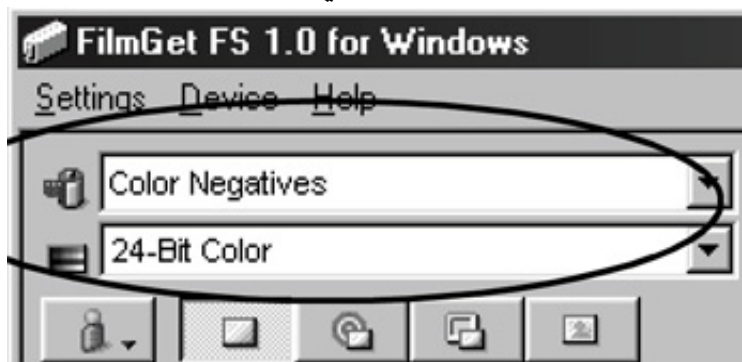 FilmGet FS 1.0 for Windows
Settings Device Help
Color Negatives
24-Bit Color